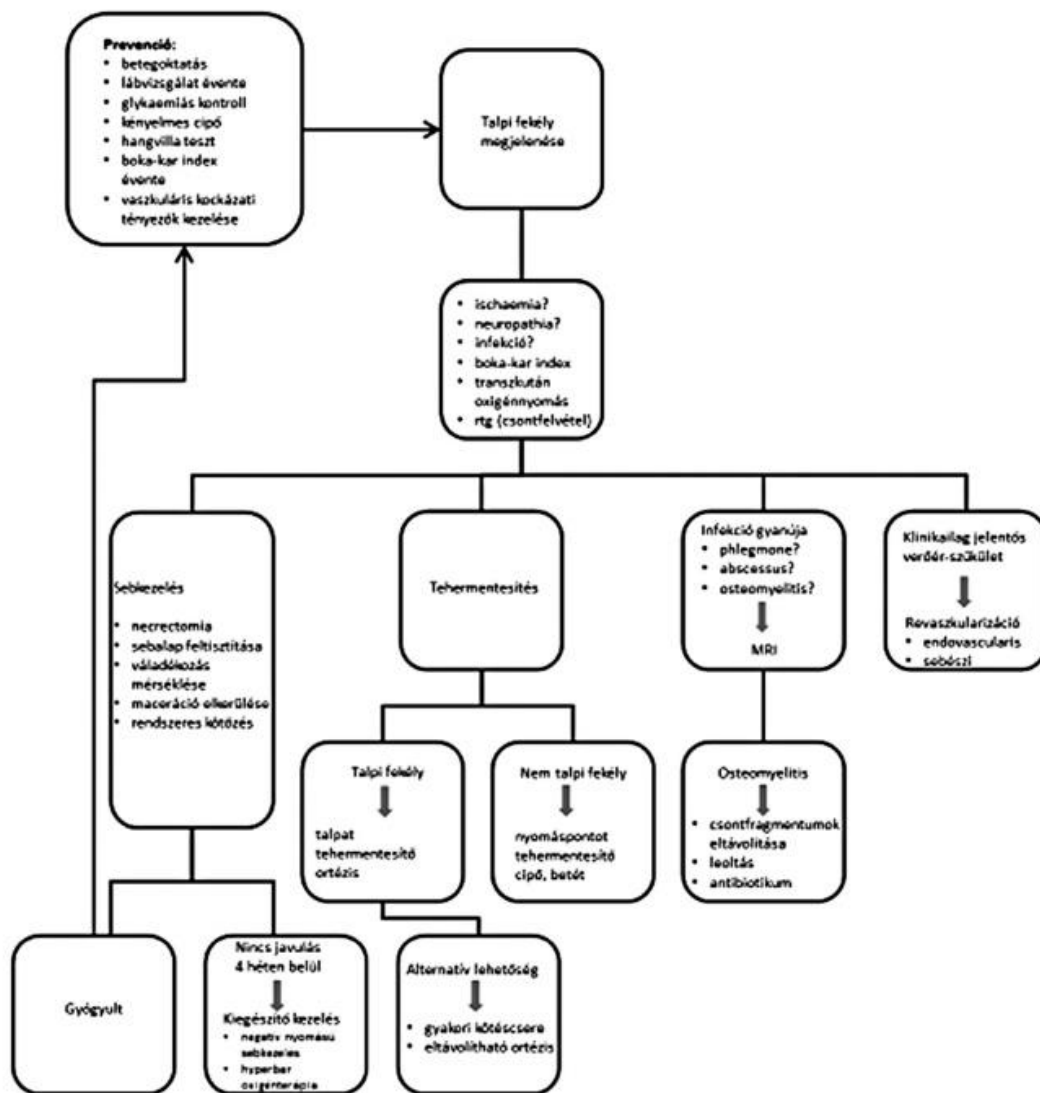 Prevenció:
• betegoktatás
• lábvizsgálat évente
• glykaemiás kontroll
• kényelmes cipő
• hangvilla teszt
• boka-kar index
évente
• vaszkuláris kockázati
tényezők kezelése
Talpi fekély
megjelenése
• ischaemia?
• neuropathia?
• infekció?
• boka-kar index
• transzkután
oxigénnyomás
• rtg (csontfelvétel)
Sebkezelés
• necrectomia
• sebalap feltisztítása
• váladékozás
mérséklése
• maceráció elkerülése
• rendszeres kötözés
Tehermentesítés
Infekció gyanúja
• phlegmone?
• abscessus?
• osteomyelitis?
MRI
Klinikailag jelentős
verőér-szűkület
Revaszkularizáció
• endovascularis
• sebészi
Talpi fekély
talpat
tehermentesítő
ortézis
Nem talpi fekély
nyomáspontot
tehermentesítő
cipő, betét
Osteomyelitis
• csontfragmentumok
eltávolítása
• leoltás
• antibiotikum
Gyógyult
Nincs javulás
4 héten belül
Kiegészítő kezelés
• negatív nyomású
sebkezelés
• hyperbar
oxigénterápia
Alternatív lehetőség
• gyakori kötéscsere
• eltávolítható ortézis